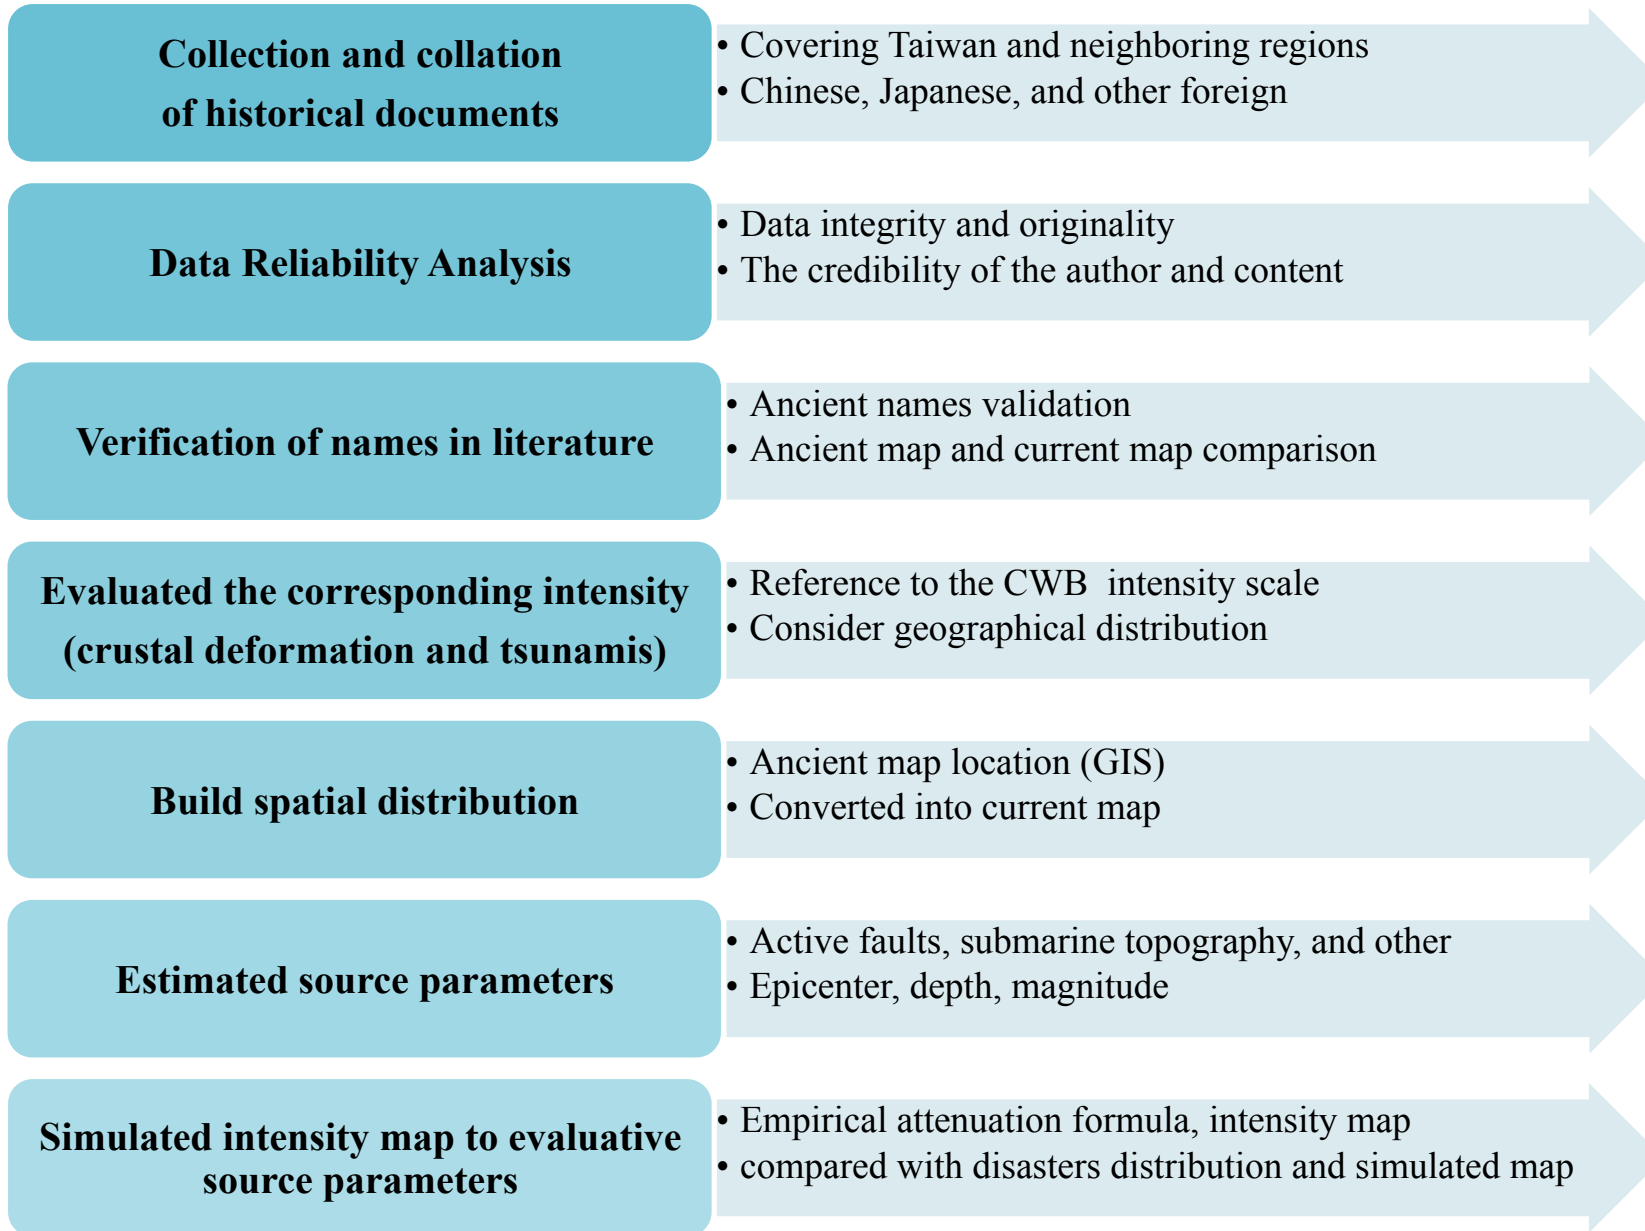 Collection and collation
of historical documents
• Covering Taiwan and neighboring regions
• Chinese, Japanese, and other foreign
Data Reliability Analysis
• Data integrity and originality
• The credibility of the author and content
Verification of names in literature
• Ancient names validation
• Ancient map and current map comparison
Evaluated the corresponding intensity
(crustal deformation and tsunamis)
• Reference to the CWB intensity scale
• Consider geographical distribution
Build spatial distribution
• Ancient map location (GIS)
• Converted into current map
Estimated source parameters
• Active faults, submarine topography, and other
• Epicenter, depth, magnitude
Simulated intensity map to evaluative
source parameters
• Empirical attenuation formula, intensity map
• compared with disasters distribution and simulated map